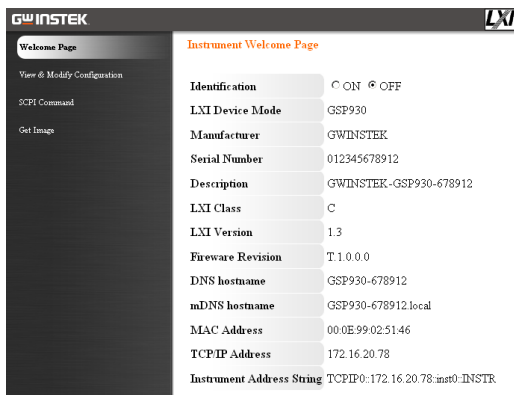 GW INSTEK
LXI
Welcome Page
View & Modify Configuration
SCPI Command
Get Image
Instrument Welcome Page
Identification ON OFF
LXI Device Mode GSP930
Manufacturer GWINSTEK
Serial Number 012345678912
Description GWINSTEK-GSP930-678912
LXI Class C
LXI Version 1.3
Fireware Revision T.1.0.0.0
DNS hostname GSP930-678912
mDNS hostname GSP930-678912.local
MAC Address 00:0E:99:02:51:46
TCP/IP Address 172.16.20.78
Instrument Address String TCPIP0::172.16.20.78::inst0::INSTR